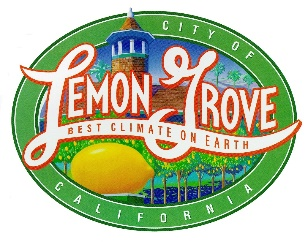 CITY OF
LEMON GROVE
BEST CLIMATE ON EARTH
CALIFORNIA